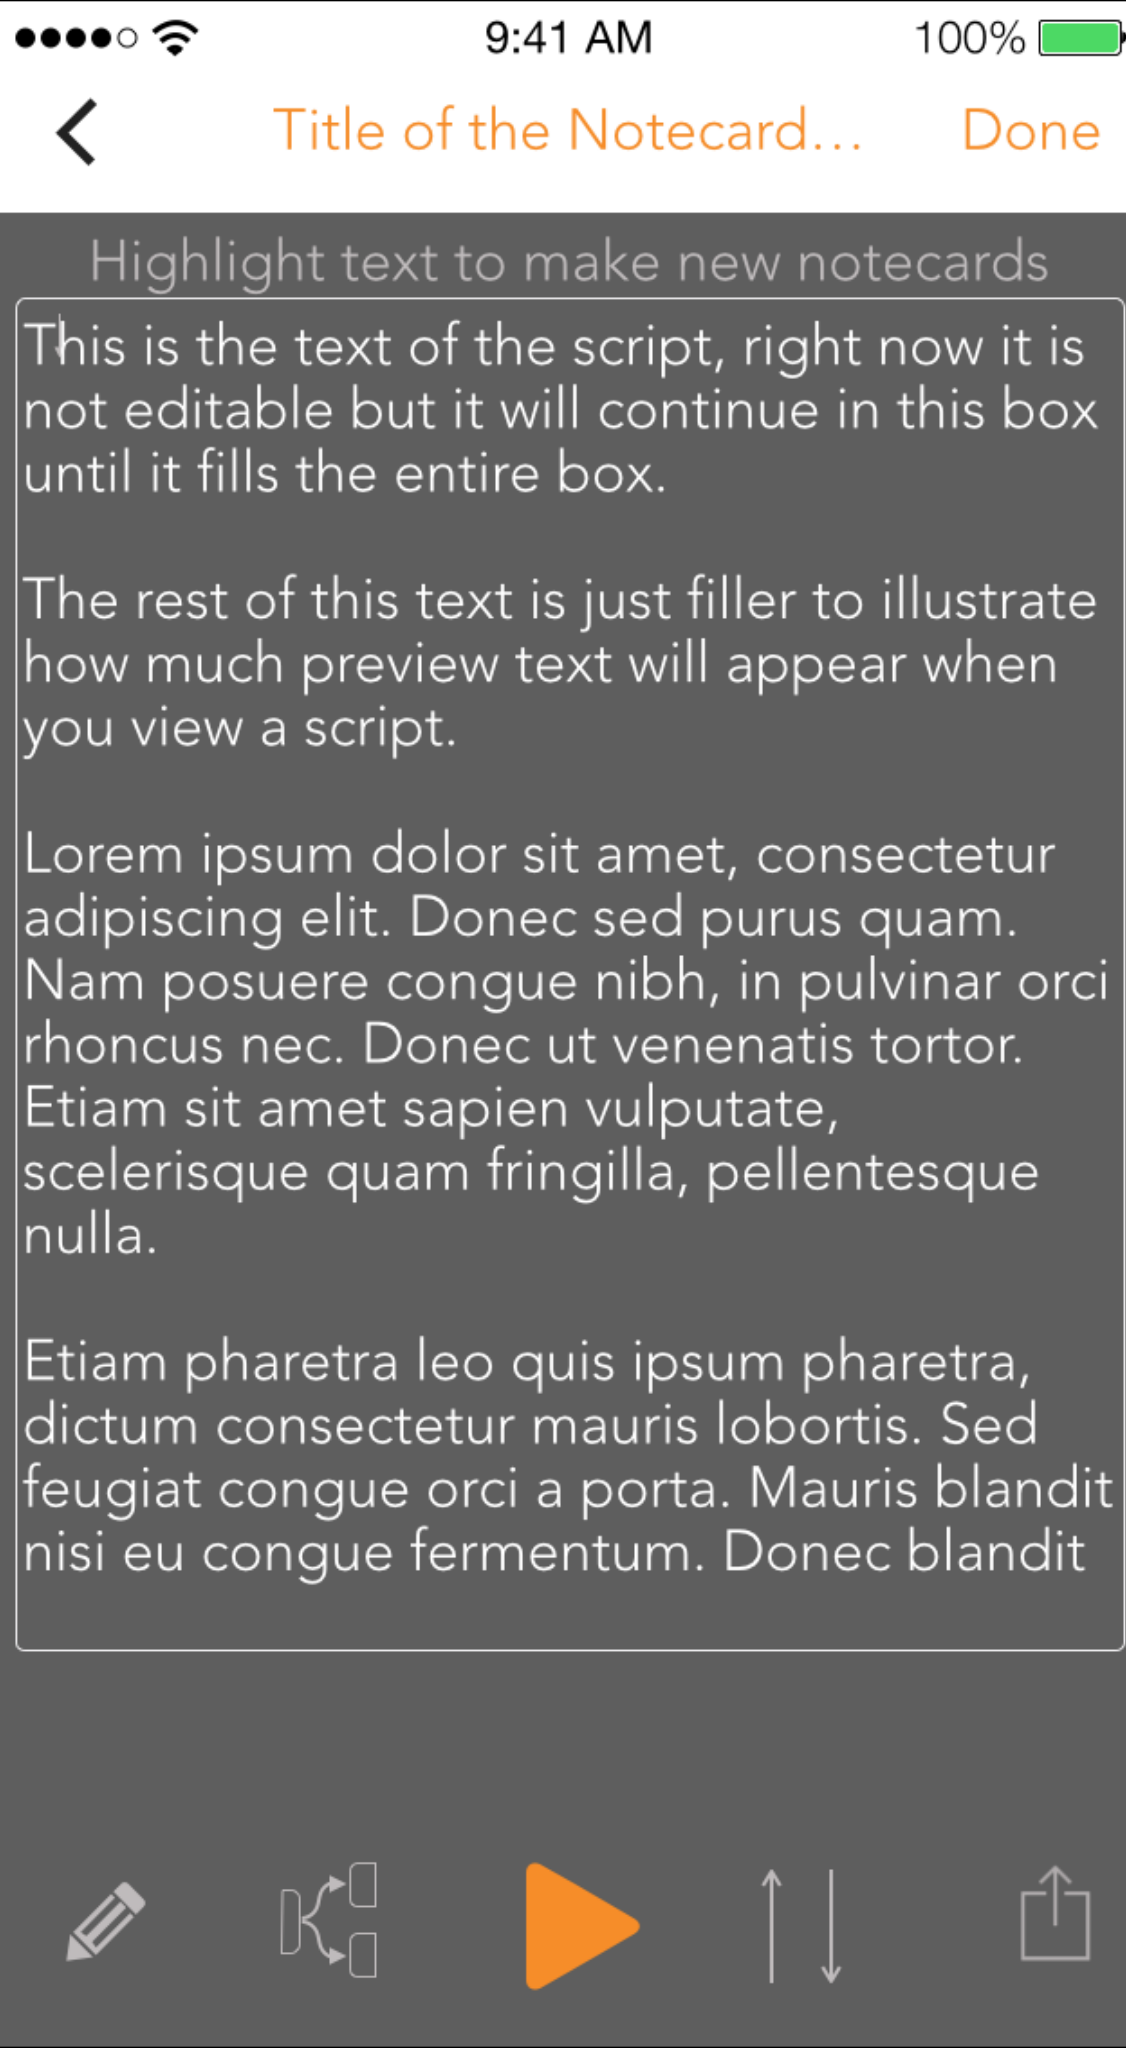 9:41 AM 100%
Title of the Notecard... Done
Highlight text to make new notecards
This is the text of the script, right now it is
not editable but it will continue in this box
until it fills the entire box.
The rest of this text is just filler to illustrate
how much preview text will appear when
you view a script.
Lorem ipsum dolor sit amet, consectetur
adipiscing elit. Donec sed purus quam.
Nam posuere congue nibh, in pulvinar orci
rhoncus nec. Donec ut venenatis tortor.
Etiam sit amet sapien vulputate,
scelerisque quam fringilla, pellentesque
nulla.
Etiam pharetra leo quis ipsum pharetra,
dictum consectetur mauris lobortis. Sed
feugiat congue orci a porta. Mauris blandit
nisi eu congue fermentum. Donec blandit